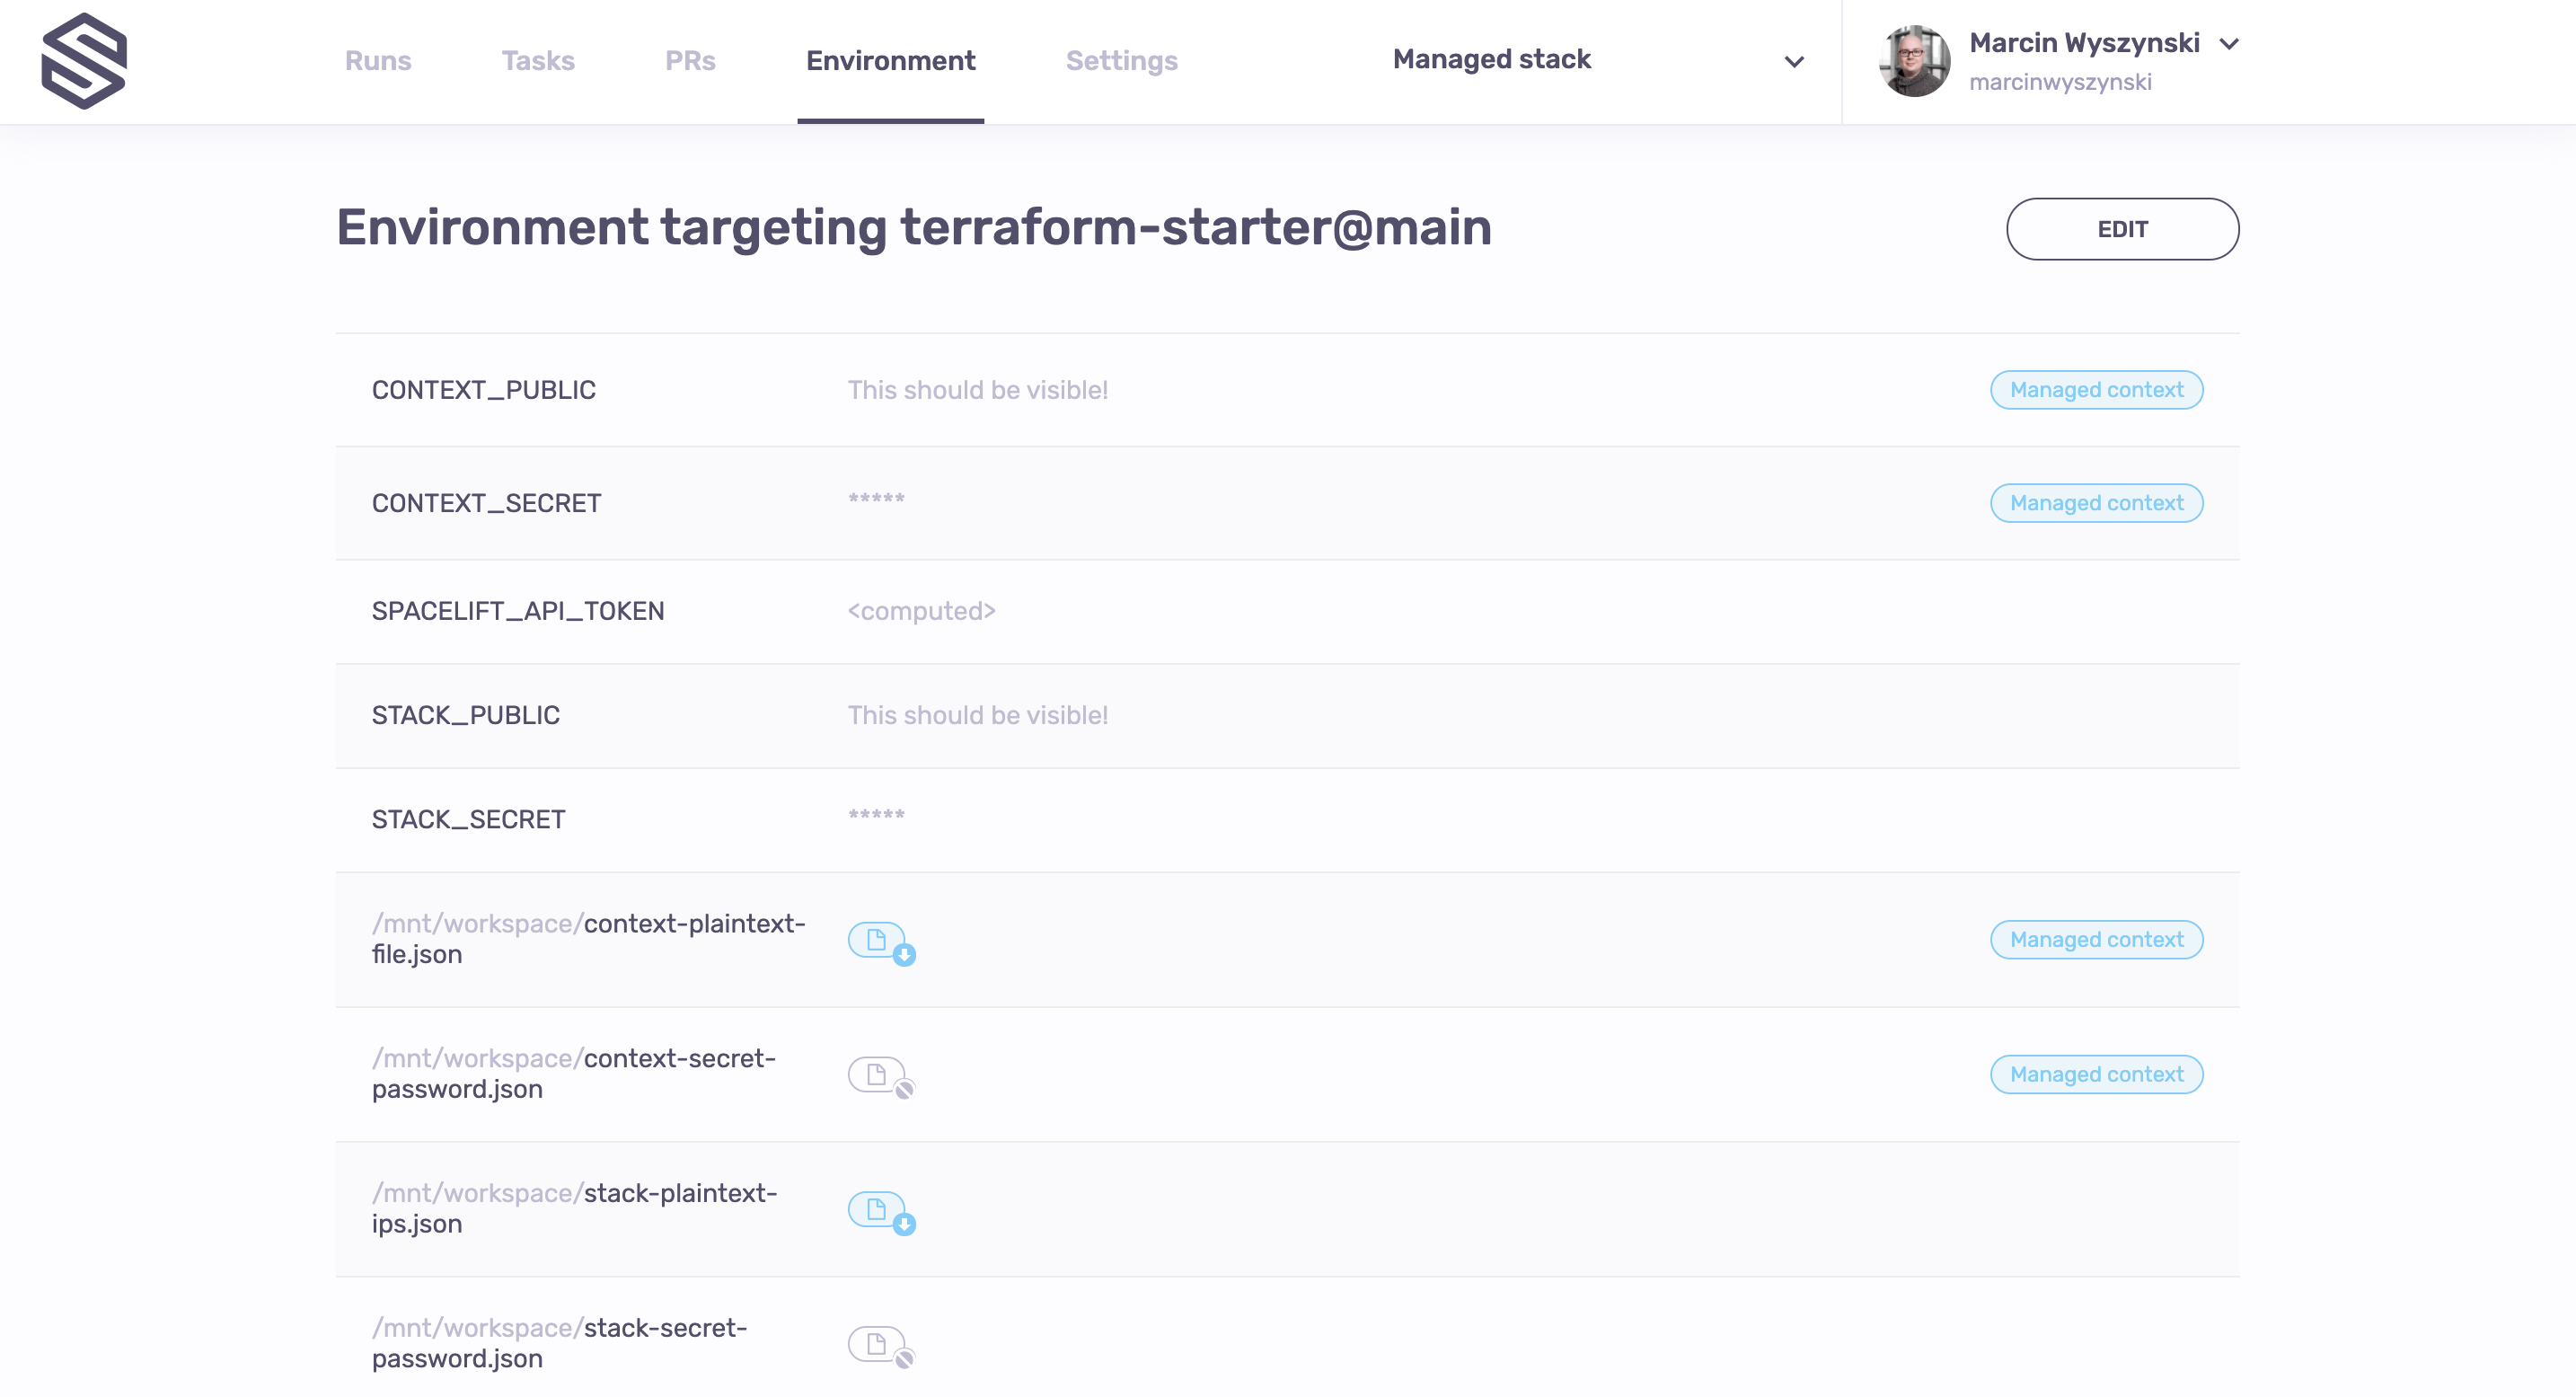 Runs Tasks PRs Environment Settings Managed stack Marcin Wyszynski
marcinwyszynski
Environment targeting terraform-starter@main EDIT
CONTEXT_PUBLIC This should be visible! Managed context
CONTEXT_SECRET ***** Managed context
SPACELIFT_API_TOKEN <computed>
STACK_PUBLIC This should be visible!
STACK_SECRET *****
/mnt/workspace/context-plaintext-
file.json
Managed context
/mnt/workspace/context-secret-
password.json
Managed context
/mnt/workspace/stack-plaintext-
ips.json
/mnt/workspace/stack-secret-
password.json